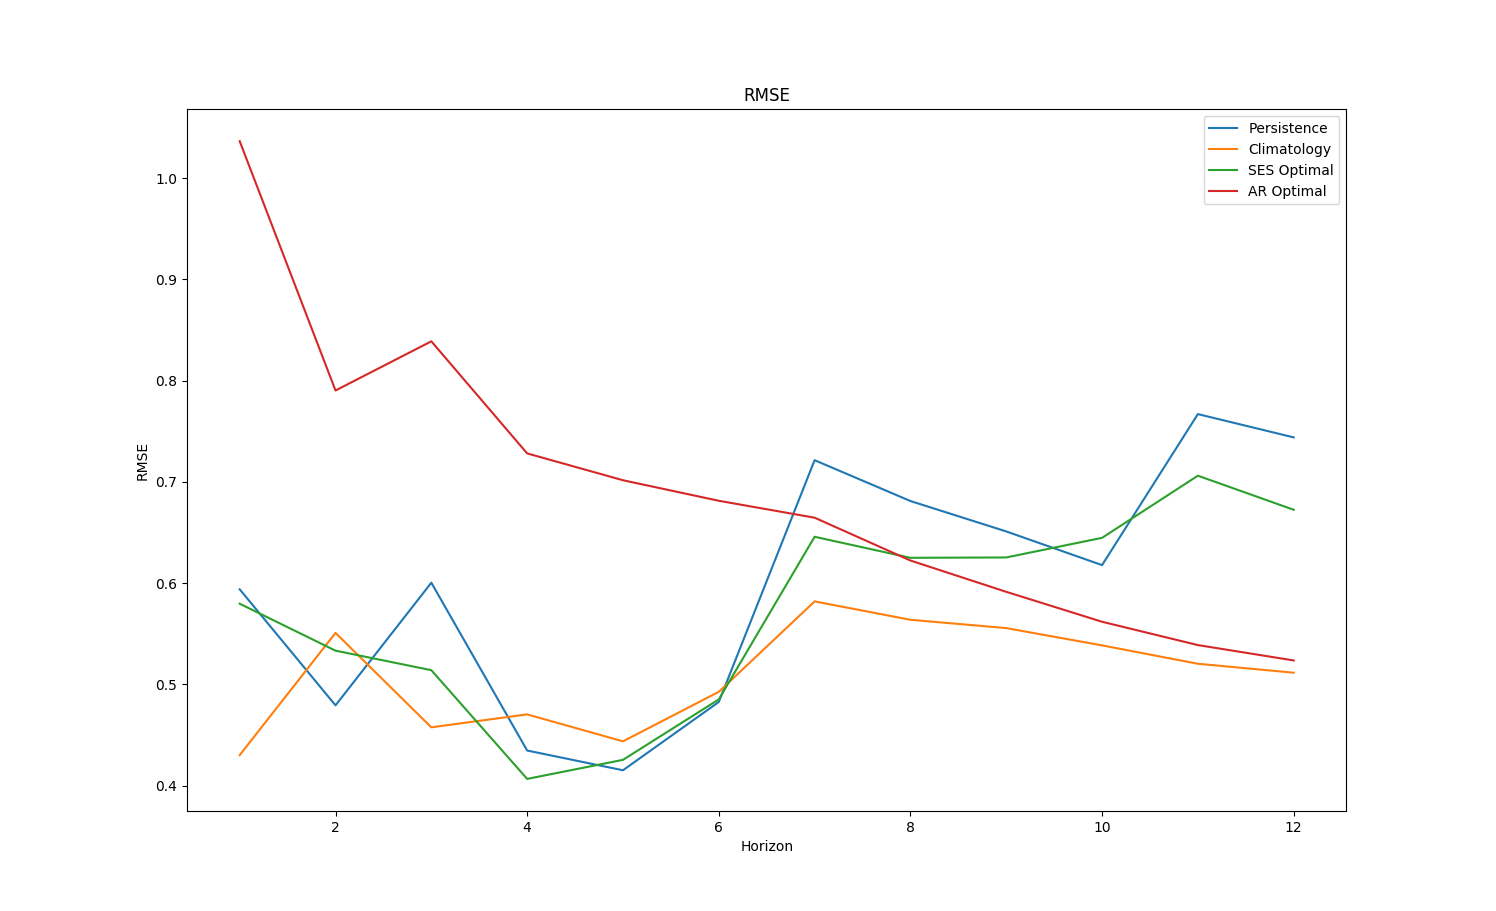 RMSE
Persistence
Climatology
SES Optimal
AR Optimal
1.0
0.9
0.8
0.7
0.6
0.5
0.4
RMSE
2 4 6 8 10 12
Horizon